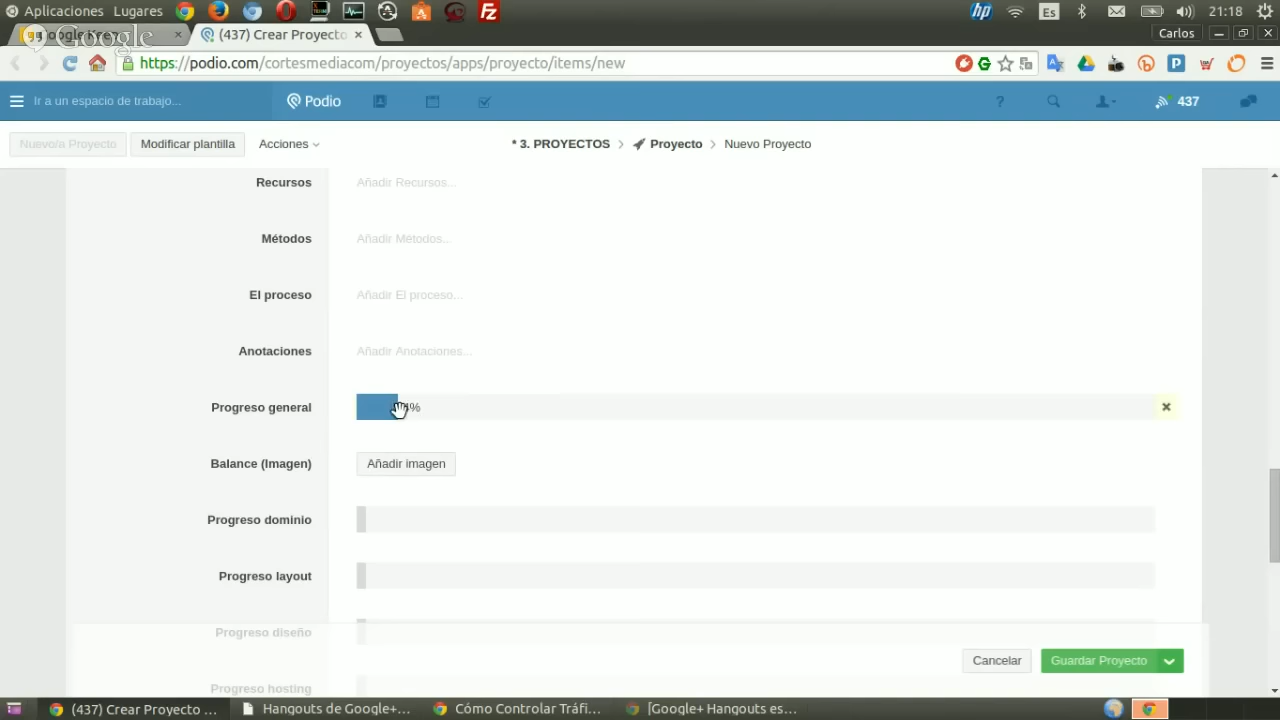 Aplicaciones Lugares
Es 21:18
Google
(437) Crear Proyecto
Carlos
https://podio.com/cortesmediacom/proyectos/apps/proyecto/items/new
Ir a un espacio de trabajo...
Podio
? 437
Nuevo/a Proyecto
Modificar plantilla
Acciones
* 3. PROYECTOS > Proyecto > Nuevo Proyecto
Recursos
Añadir Recursos...
Métodos
Añadir Métodos...
El proceso
Añadir El proceso...
Anotaciones
Añadir Anotaciones...
Progreso general
Balance (Imagen)
Añadir imagen
Progreso dominio
Progreso layout
Progreso diseño
Cancelar
Guardar Proyecto
Progreso hosting
(437) Crear Proyecto ...
Hangouts de Google+...
Cómo Controlar Tráfi...
[Google+ Hangouts es...